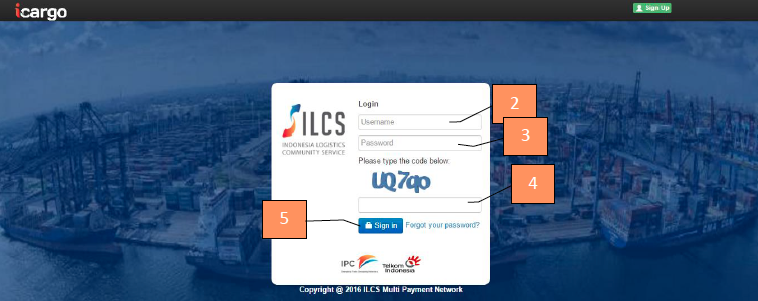 icargo
Sign Up
ILCS
INDONESIA LOGISTICS
COMMUNITY SERVICE
Login
Username
Password
Please type the code below:
UQ7qp
Sign in
Forgot your password?
2
3
4
5
IPC
Telkom
Indonesia
Copyright @ 2016 ILCS Multi Payment Network